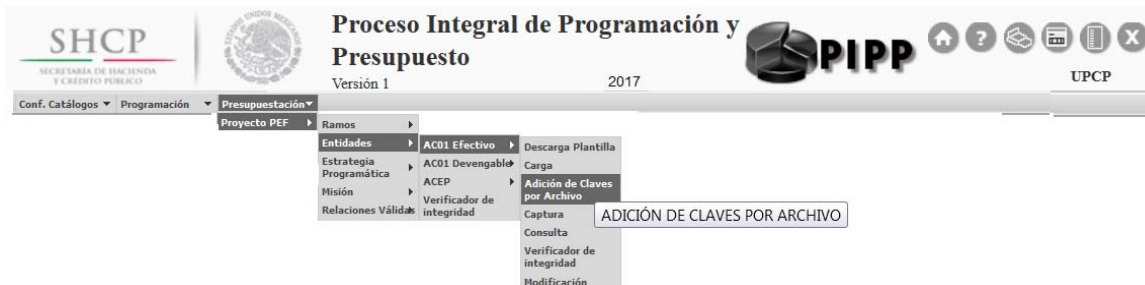 SHCP
SECRETARÍA DE HACIENDA
Y CRÉDITO PÚBLICO
Proceso Integral de Programación y
Presupuesto
Versión 1
2017
PIPP
UPCP
Conf. Catálogos
Programación
Presupuestación
Proyecto PEF
Ramos
Entidades
Estrategia
Programática
Misión
Relaciones Válidas
AC01 Efectivo
AC01 Devengable
ACEP
Verificador de
integridad
Descarga Plantilla
Carga
Adición de Claves
por Archivo
ADICIÓN DE CLAVES POR ARCHIVO
Captura
Consulta
Verificador de
integridad
Modificación